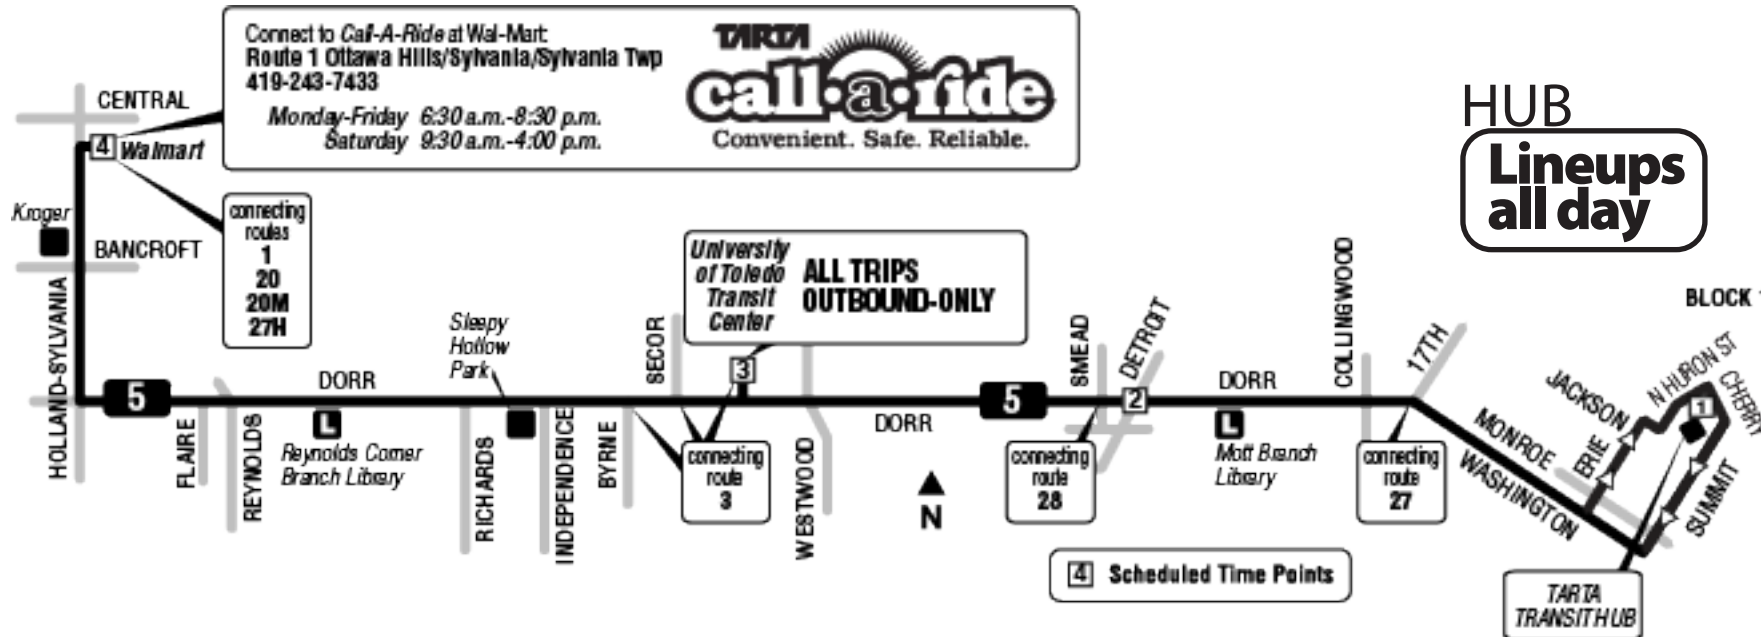 Connect to Call-A-Ride at Wal-Mart:
Route 1 Ottawa Hills/Sylvania/Sylvania Twp
419-243-7433
Monday-Friday 6:30 a.m.-8:30 p.m.
Saturday 9:30 a.m.-4:00 p.m.
TARTA
call·a·ride
Convenient. Safe. Reliable.
HUB
Lineups
all day
CENTRAL
4
Walmart
Kroger
BANCROFT
HOLLAND-SYLVANIA
connecting
routes
1
20
20M
27H
University
of Toledo
Transit
Center
ALL TRIPS
OUTBOUND-ONLY
Sleepy
Hollow
Park
SECOR
3
SMEAD
DETROIT
COLLINGWOOD
17TH
BLOCK
5
DORR
5
2
DORR
DORR
FLAIRE
REYNOLDS
L
Reynolds Corner
Branch Library
RICHARDS
INDEPENDENCE
BYRNE
connecting
route
3
WESTWOOD
N
connecting
route
28
L
Mott Branch
Library
connecting
route
27
MONROE
WASHINGTON
ERIE
JACKSON
N HURON ST
CHERRY
1
SUMMIT
4 Scheduled Time Points
TARTA
TRANSIT HUB